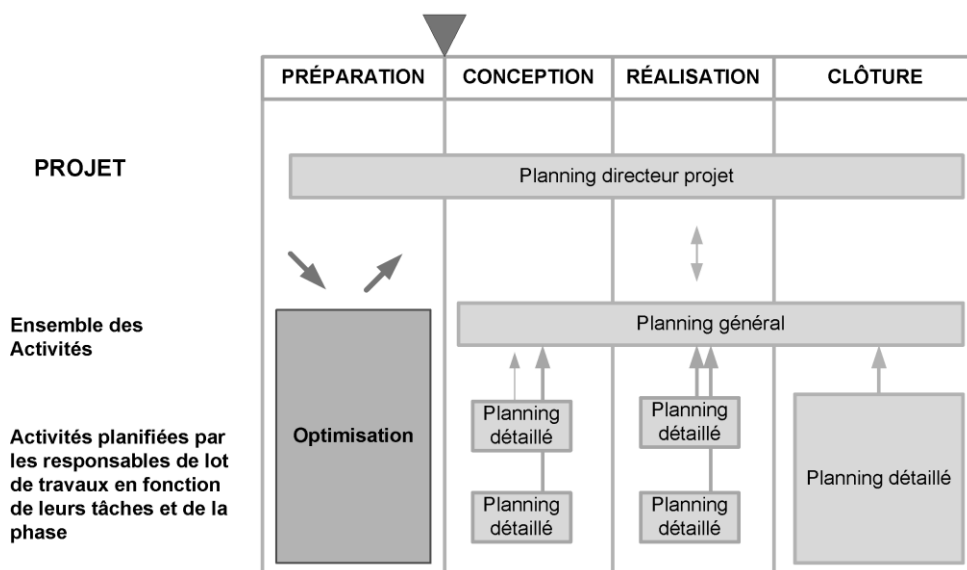 PRÉPARATION
CONCEPTION
RÉALISATION
CLÔTURE
PROJET
Planning directeur projet
Ensemble des
Activités
Planning général
Activités planifiées par
les responsables de lot
de travaux en fonction
de leurs tâches et de la
phase
Optimisation
Planning
détaillé
Planning
détaillé
Planning
détaillé
Planning
détaillé
Planning détaillé